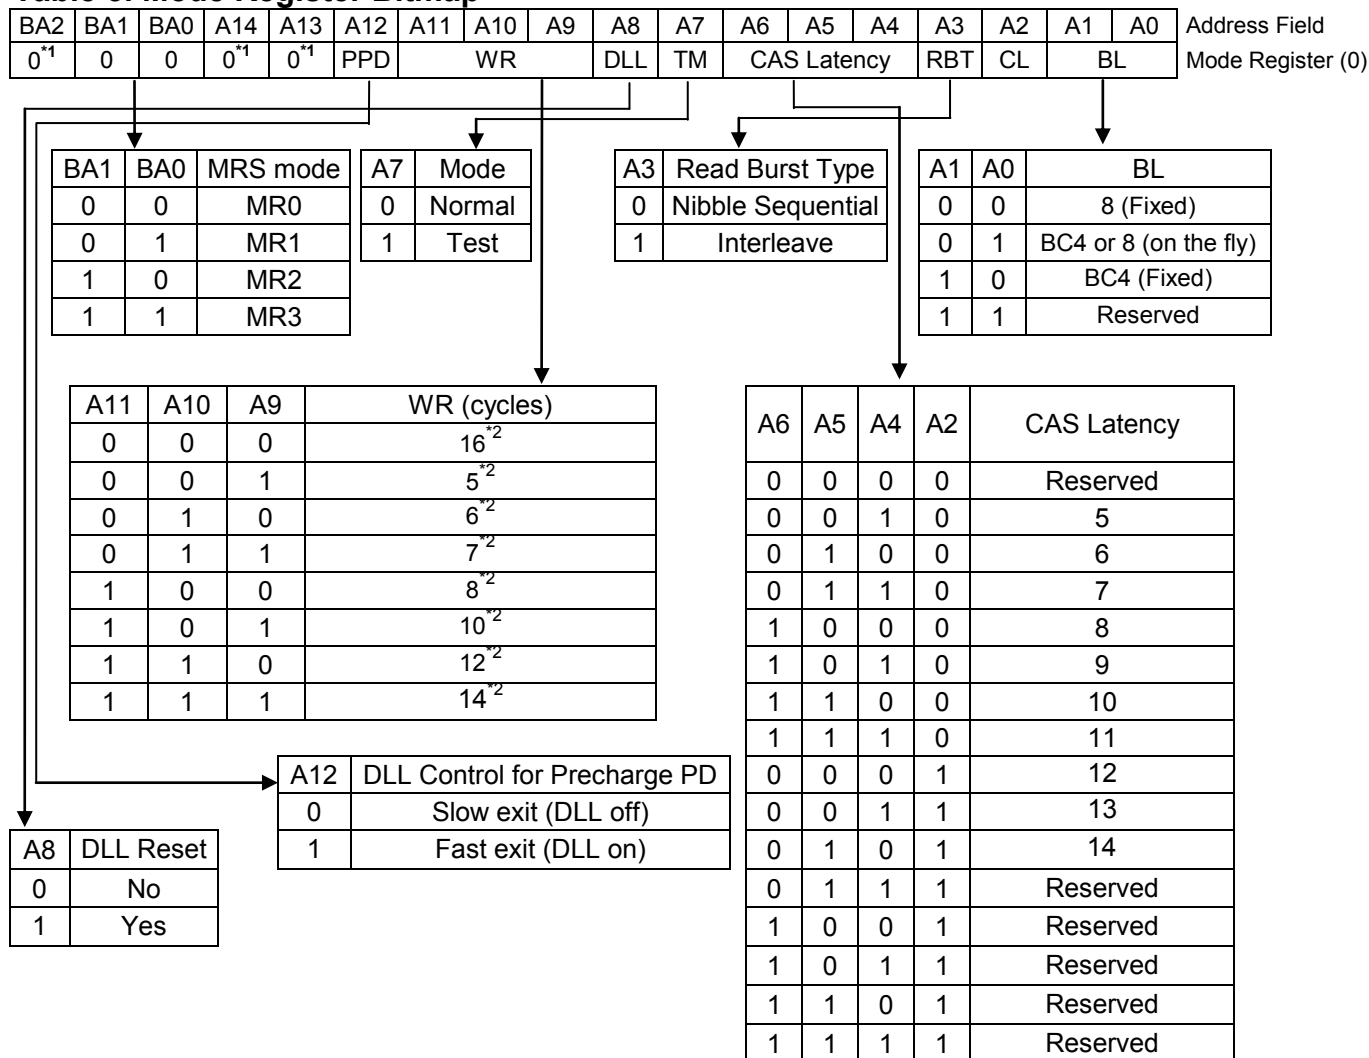 Table 6. Mode Register Bitmap
BA2 BA1 BA0 A14 A13 A12 A11 A10 A9 A8 A7 A6 A5 A4 A3 A2 A1 A0 Address Field
0*1 0 0 0*1 0*1 PPD WR DLL TM CAS Latency RBT CL BL Mode Register (0)
BA1 BA0 MRS mode
0 0 MR0
0 1 MR1
1 0 MR2
1 1 MR3
A7 Mode
0 Normal
1 Test
A3 Read Burst Type
0 Nibble Sequential
1 Interleave
A1 A0 BL
0 0 8 (Fixed)
0 1 BC4 or 8 (on the fly)
1 0 BC4 (Fixed)
1 1 Reserved
A11 A10 A9 WR (cycles)
0 0 0 16*2
0 0 1 5*2
0 1 0 6*2
0 1 1 7*2
1 0 0 8*2
1 0 1 10*2
1 1 0 12*2
1 1 1 14*2
A6 A5 A4 A2 CAS Latency
0 0 0 0 Reserved
0 0 1 0 5
0 1 0 0 6
0 1 1 0 7
1 0 0 0 8
1 0 1 0 9
1 1 0 0 10
1 1 1 0 11
0 0 0 1 12
0 0 1 1 13
0 1 0 1 14
0 1 1 1 Reserved
1 0 0 1 Reserved
1 0 1 1 Reserved
1 1 0 1 Reserved
1 1 1 1 Reserved
A12 DLL Control for Precharge PD
0 Slow exit (DLL off)
1 Fast exit (DLL on)
A8 DLL Reset
0 No
1 Yes